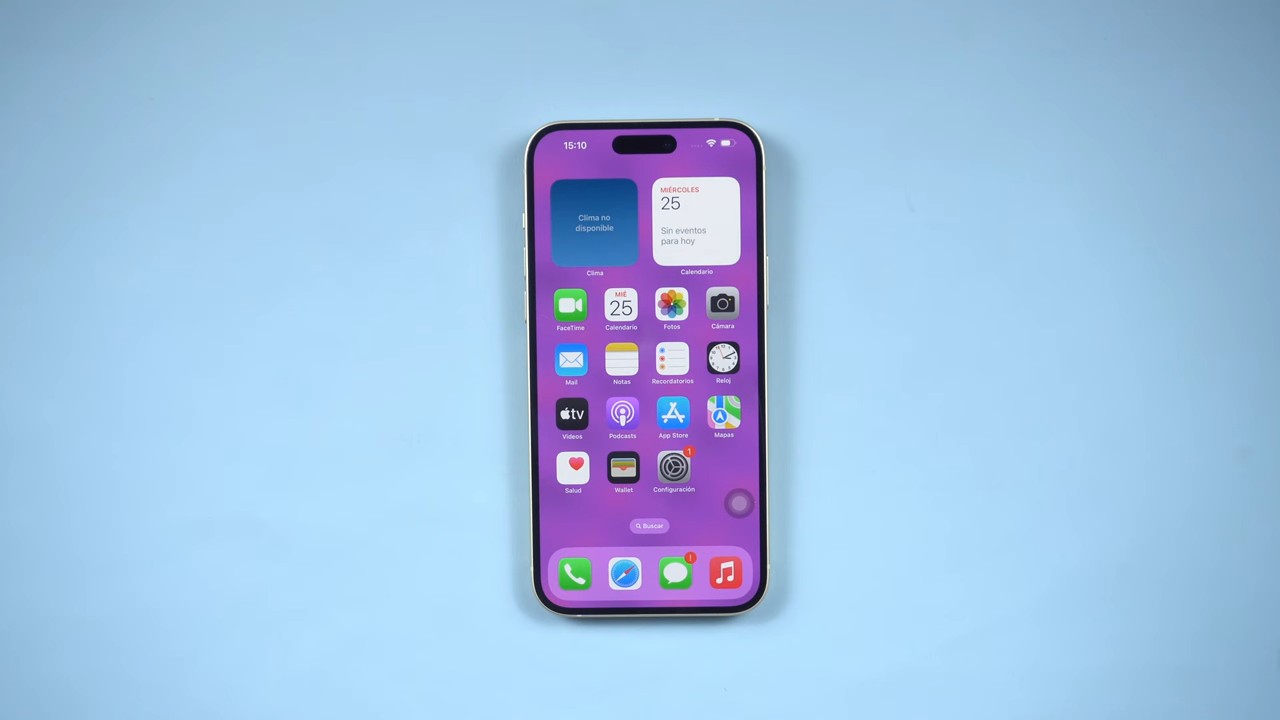 15:10
Clima no
disponible
Clima
MIÉRCOLES
25
Sin eventos
para hoy
Calendario
FaceTime
MIÉ
25
Calendario
Fotos
Cámara
Mail
Notas
Recordatorios
Reloj
tv
Videos
Podcasts
App Store
Mapas
Salud
Wallet
1
Configuración
Buscar
!